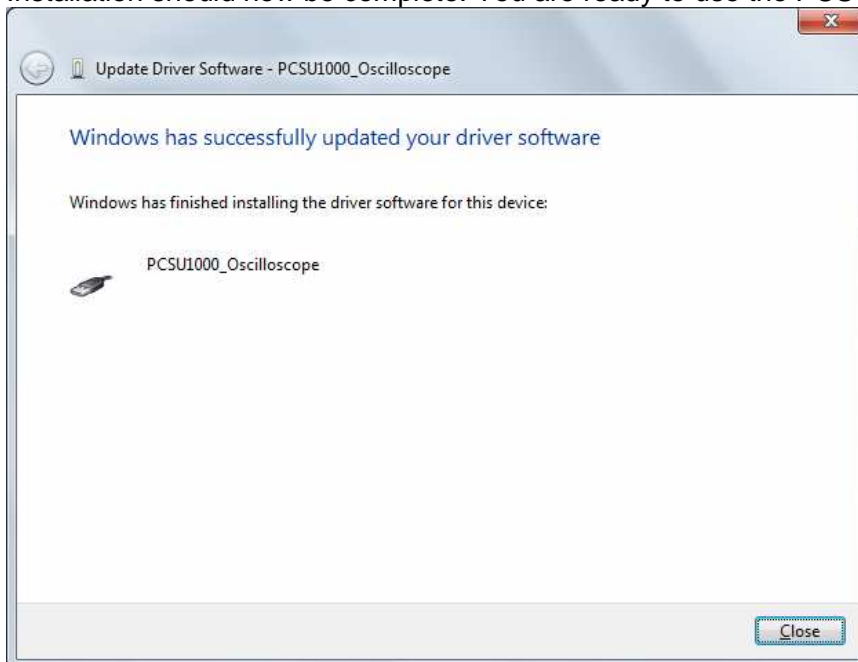 Installation should now be complete. You are ready to use the PCSU
Update Driver Software - PCSU1000_Oscilloscope
Windows has successfully updated your driver software
Windows has finished installing the driver software for this device:
PCSU1000_Oscilloscope
Close